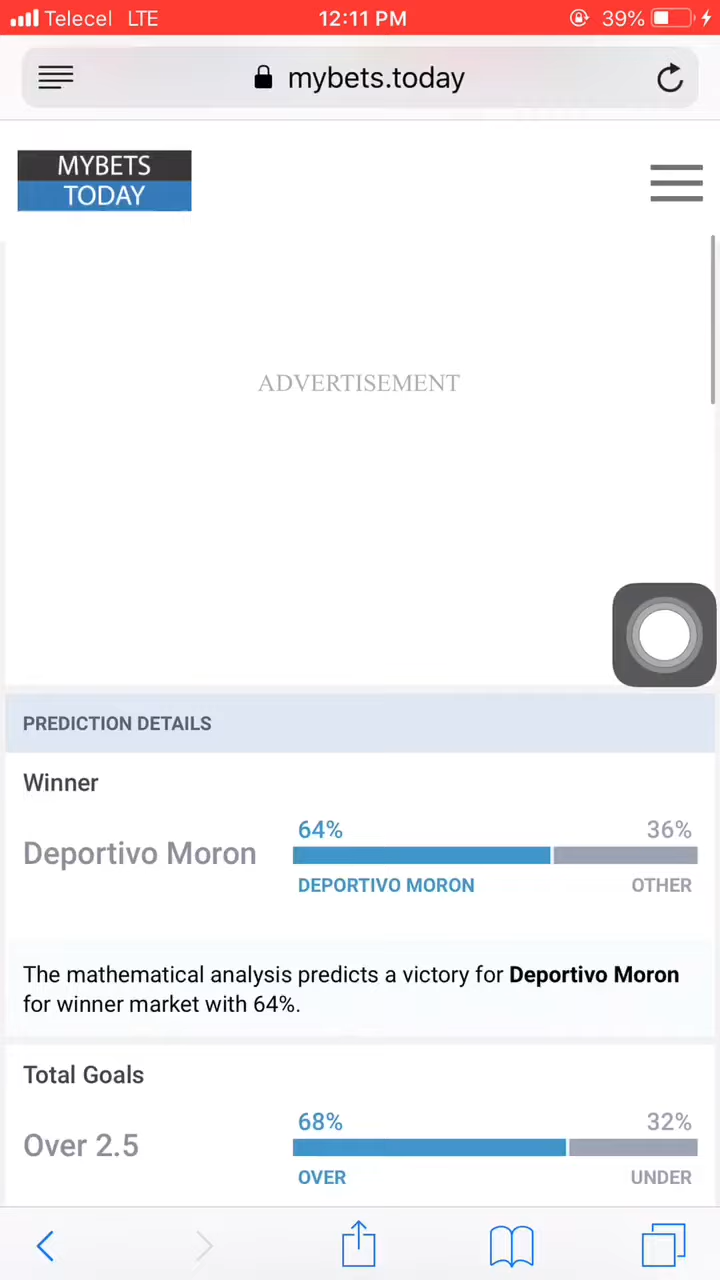 Telecel LTE 12:11 PM 39%
mybets.today
MYBETS
TODAY
ADVERTISEMENT
PREDICTION DETAILS
Winner
64% 36%
Deportivo Moron
DEPORTIVO MORON OTHER
The mathematical analysis predicts a victory for Deportivo Moron
for winner market with 64%.
Total Goals
68% 32%
Over 2.5
OVER UNDER